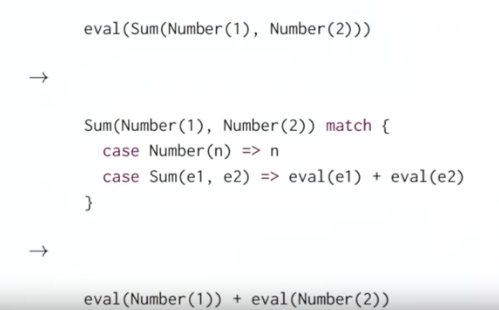 eval(Sum(Number(1), Number(2)))
→
Sum(Number(1), Number(2)) match {
  case Number(n) => n
  case Sum(e1, e2) => eval(e1) + eval(e2)
}
→
eval(Number(1)) + eval(Number(2))